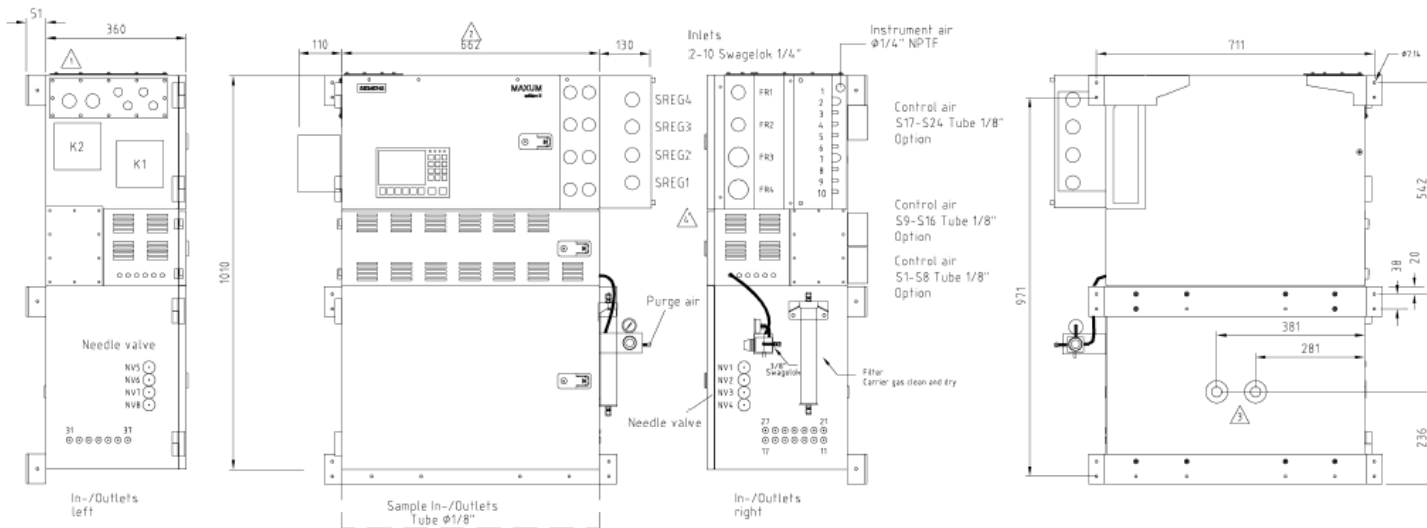 51
360
1
K2
K1
Needle valve
NV5
NV6
NV7
NV8
31
37
In-/Outlets
left
110
2
662
130
1010
SIEMENS
MAXUM
edition II
SREG4
SREG3
SREG2
SREG1
4
Purge air
Sample In-/Outlets
Tube Ø1/8"
Inlets
2-10 Swagelok 1/4"
Instrument air
Ø1/4" NPTF
FR1
FR2
FR3
FR4
1
2
3
4
5
6
7
8
9
10
Control air
S17-S24 Tube 1/8"
Option
Control air
S9-S16 Tube 1/8"
Option
Control air
S1-S8 Tube 1/8"
Option
3/8"
Swagelok
Filter
Carrier gas clean and dry
NV1
NV2
NV3
NV4
Needle valve
27
21
17
11
In-/Outlets
right
711
Ø7.14
971
542
20
38
381
281
3
236